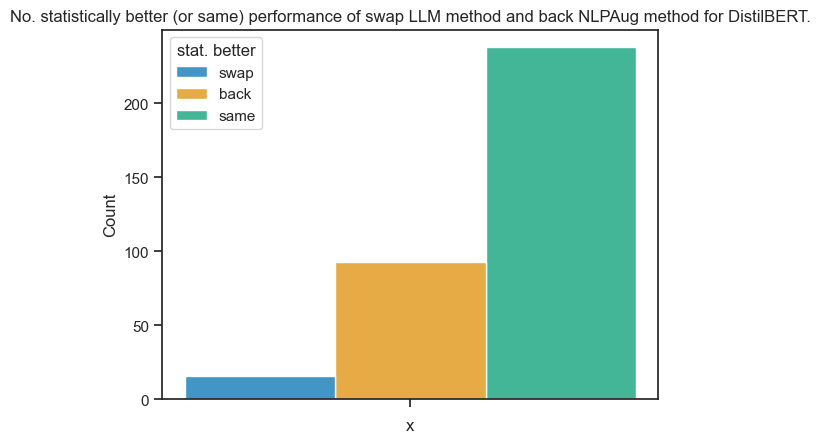 No. statistically better (or same) performance of swap LLM method and back NLPAug method for DistilBERT.
stat. better
swap
back
same
200
150
100
50
0
Count
x